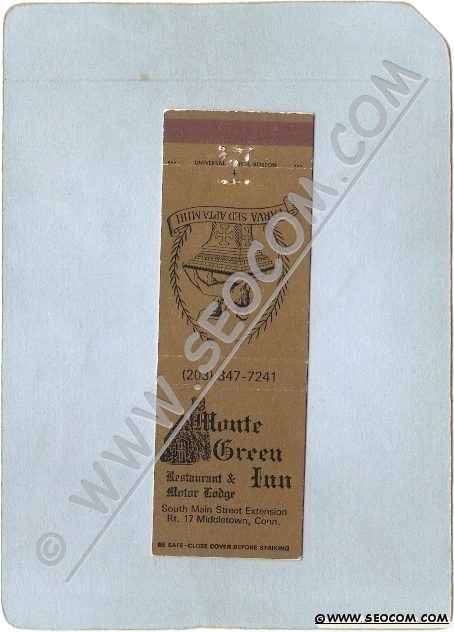 UNIVERSAL MATCH, BOSTON
PARVA SED APTA MIHI
(203) 347-7241
Monte
Green
Restaurant & Inn
Motor Lodge
South Main Street Extension
Rt. 17 Middletown, Conn.
BE SAFE-CLOSE COVER BEFORE STRIKING
© WWW.SEOCOM.COM
©WWW.SEOCOM.COM